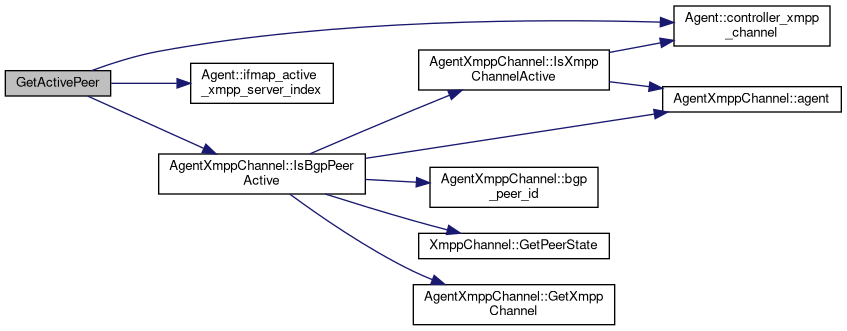 GetActivePeer
Agent::ifmap_active
_xmpp_server_index
AgentXmppChannel::IsBgpPeer
Active
AgentXmppChannel::IsXmpp
ChannelActive
AgentXmppChannel::bgp
_peer_id
XmppChannel::GetPeerState
AgentXmppChannel::GetXmpp
Channel
Agent::controller_xmpp
_channel
AgentXmppChannel::agent